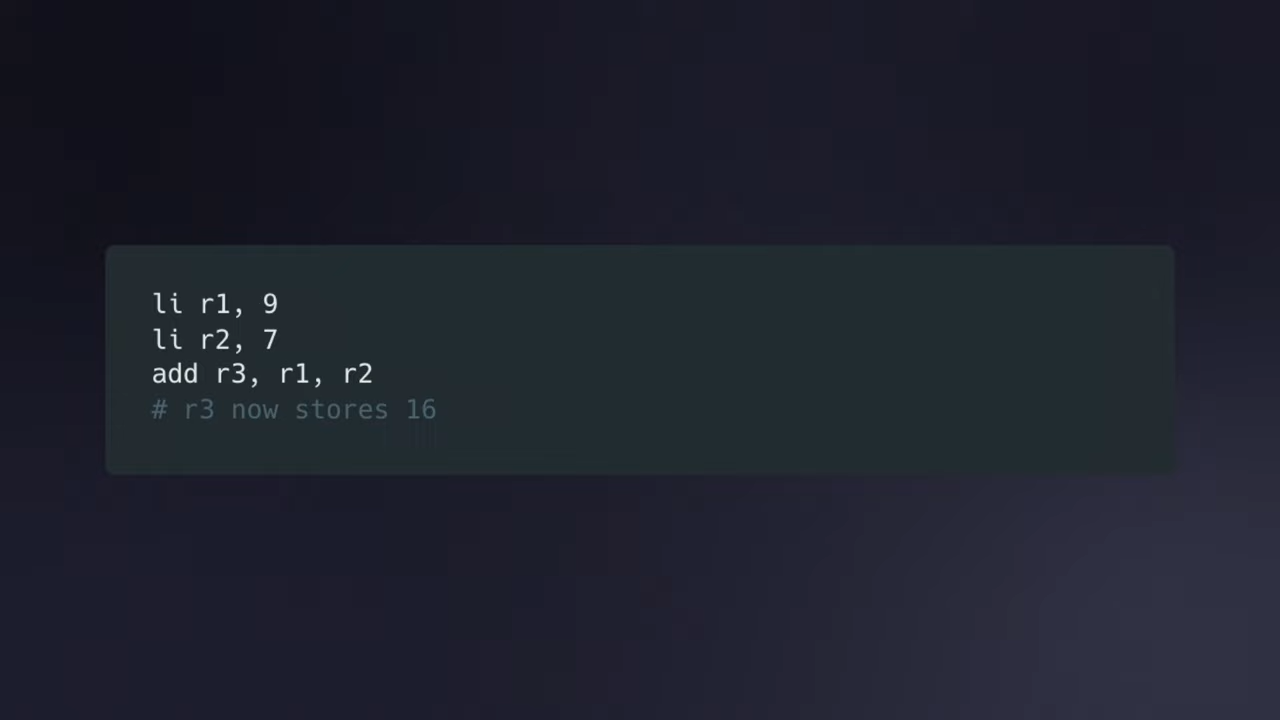 li r1, 9
li r2, 7
add r3, r1, r2
# r3 now stores 16